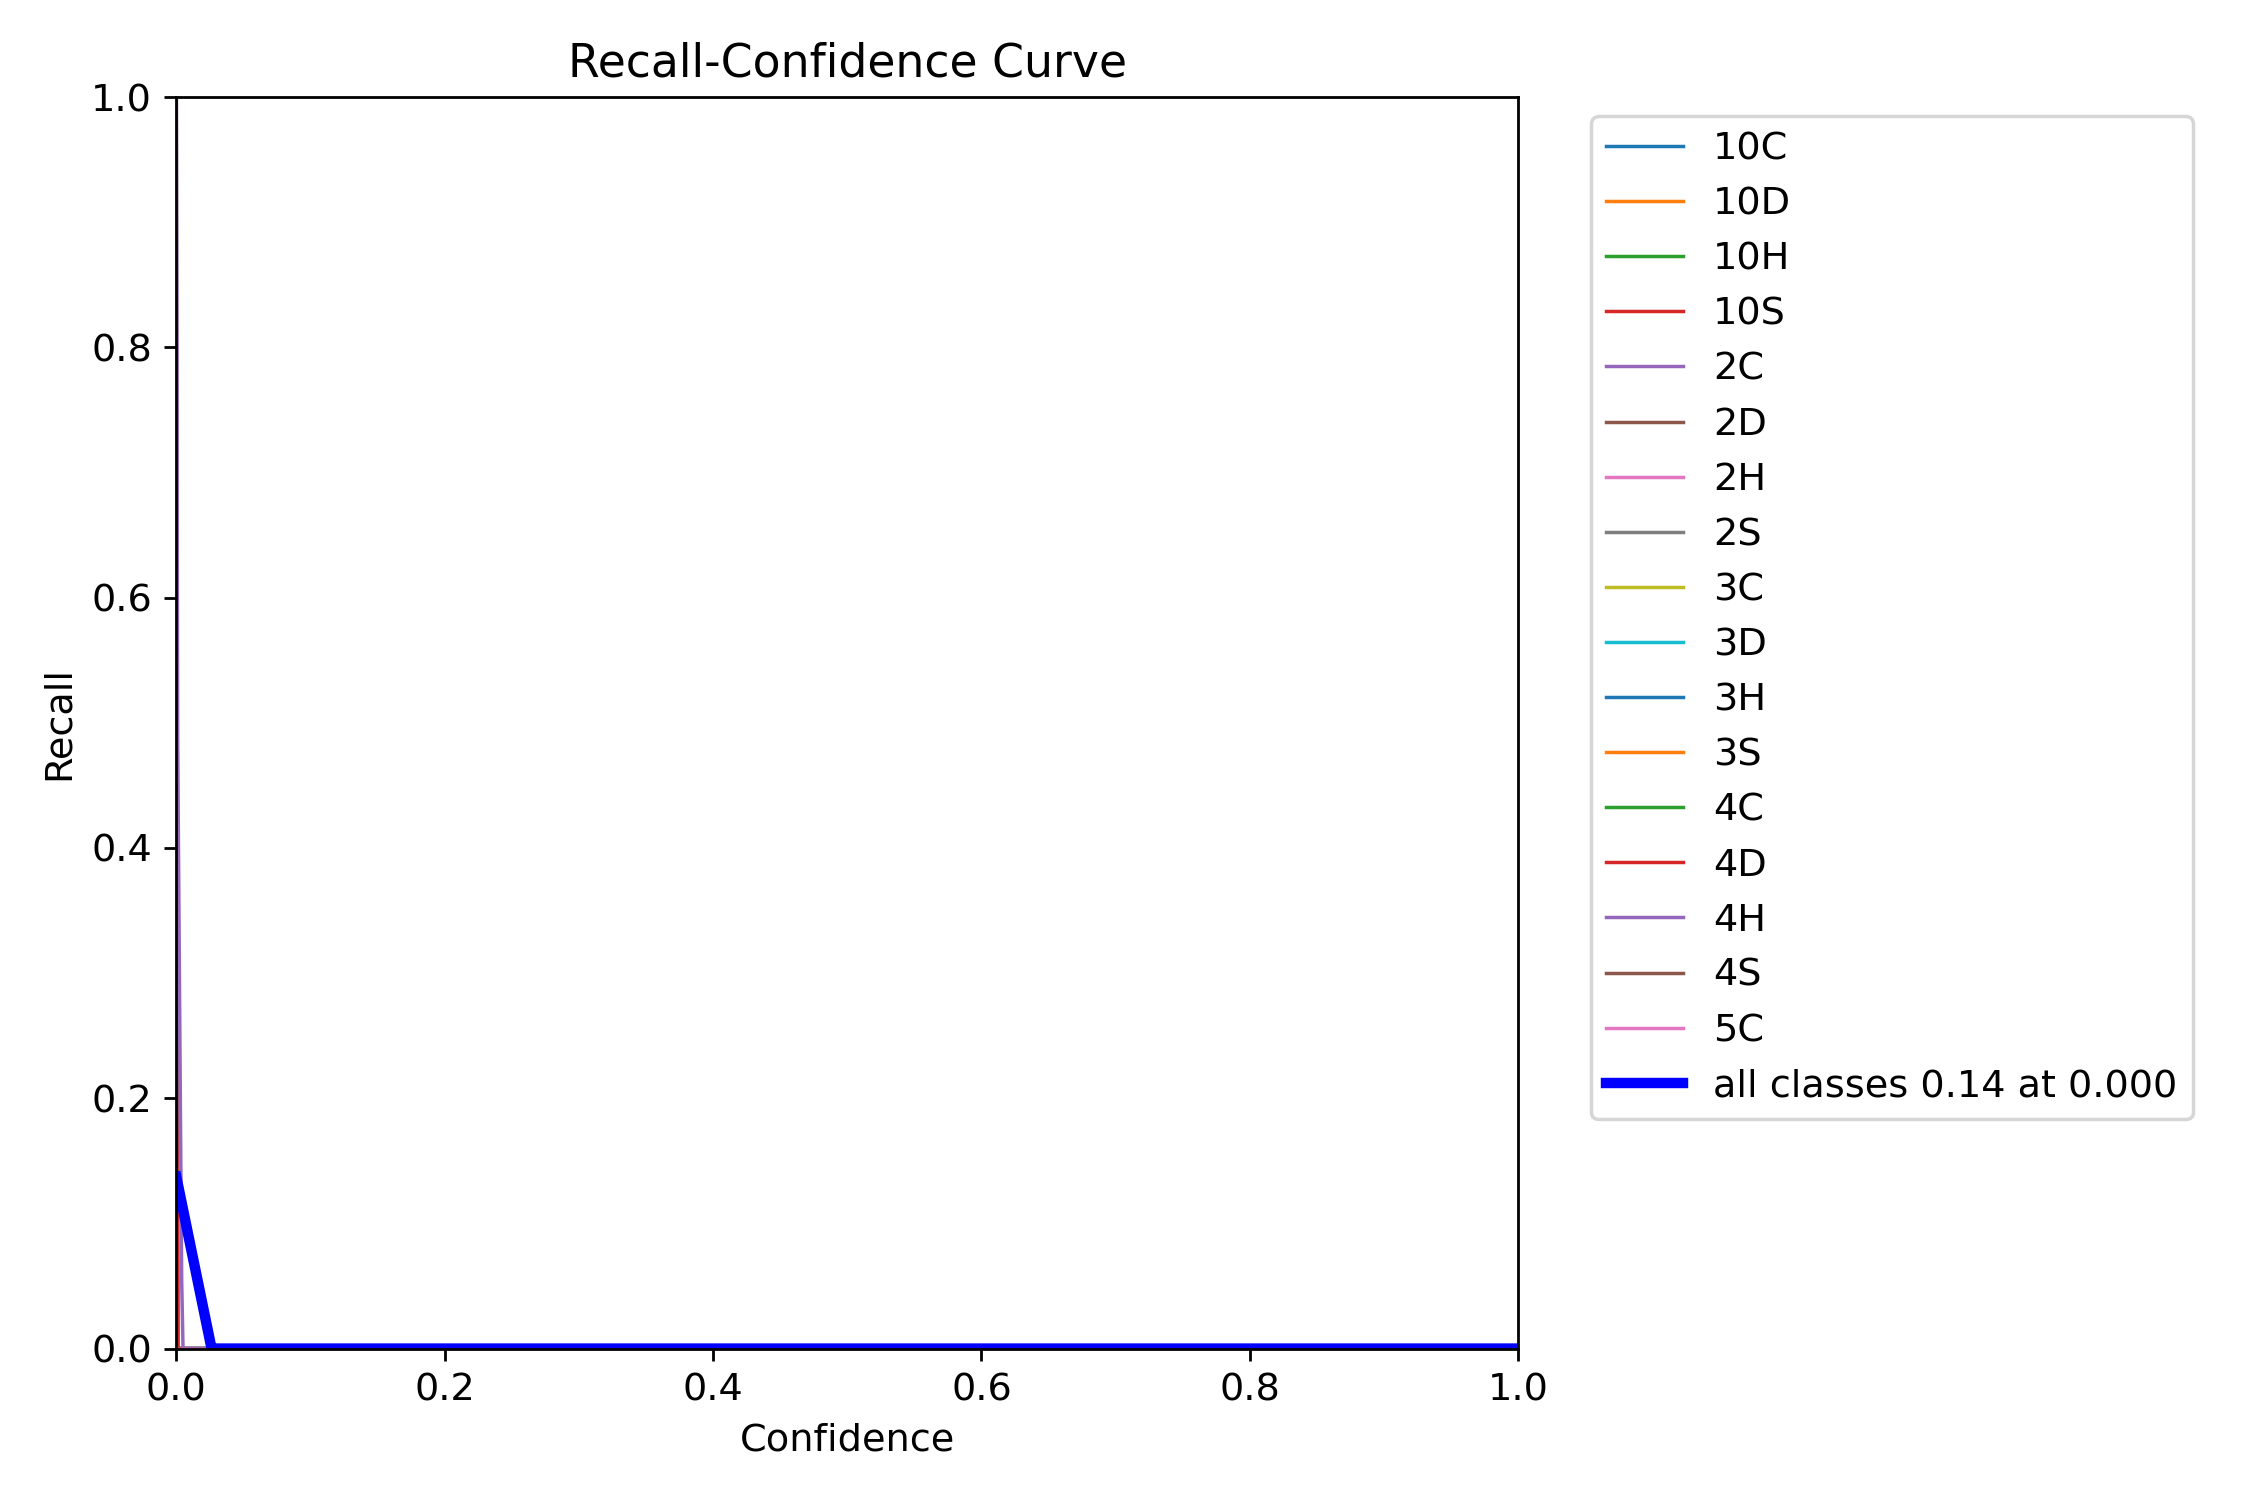 Recall-Confidence Curve
1.0
0.8
0.6
0.4
0.2
0.0
Recall
0.0 0.2 0.4 0.6 0.8 1.0
Confidence
10C
10D
10H
10S
2C
2D
2H
2S
3C
3D
3H
3S
4C
4D
4H
4S
5C
all classes 0.14 at 0.000